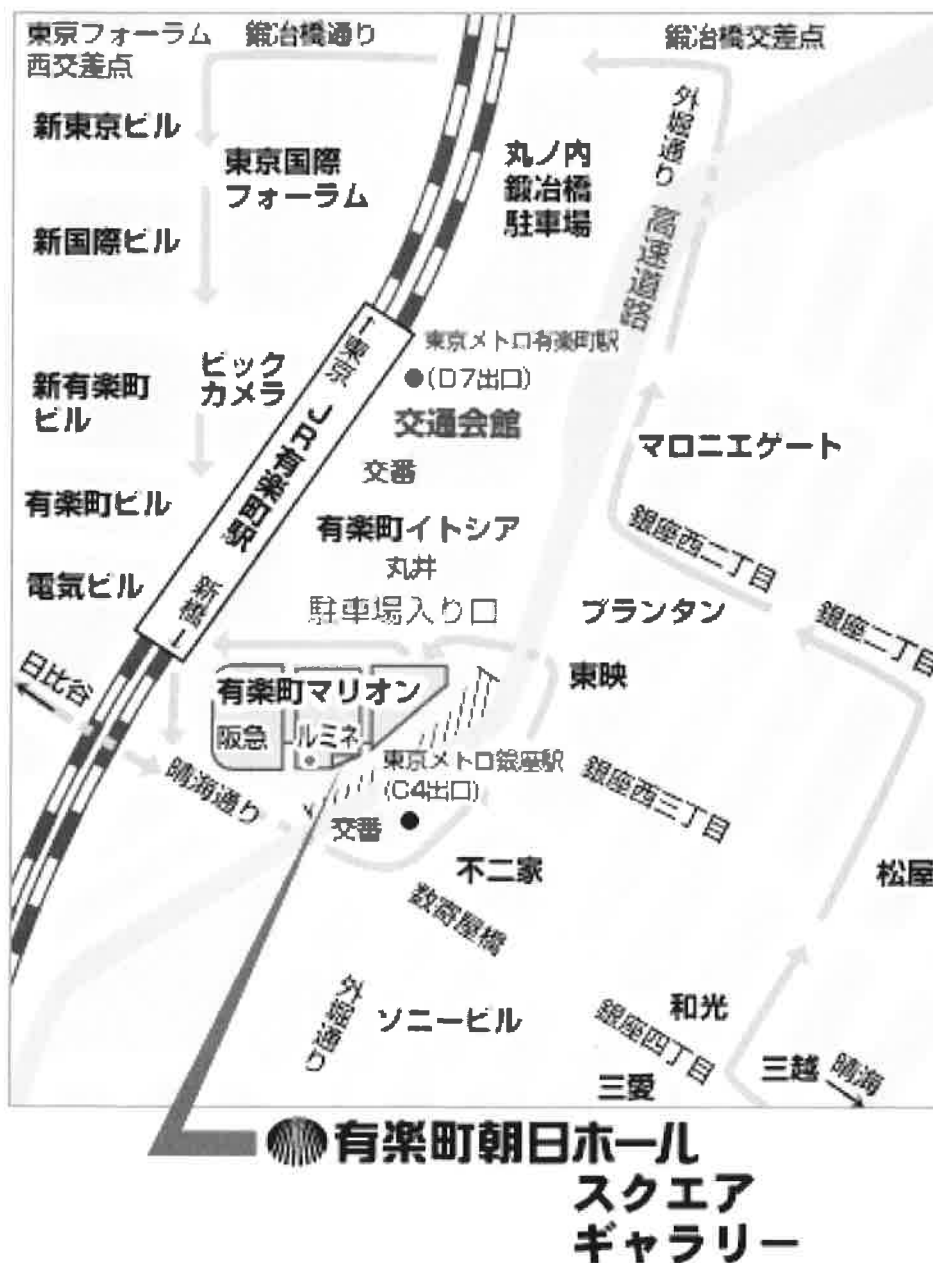 東京フォーラム
西交差点
鍛冶橋通り
鍛冶橋交差点
新東京ビル
東京国際
フォーラム
丸ノ内
鍛冶橋
駐車場
外堀通り
高速道路
新国際ビル
←東京
JR有楽町駅
新橋→
東京メトロ有楽町駅
●(D7出口)
ビック
カメラ
新有楽町
ビル
交通会館
マロニエゲート
交番
有楽町ビル
有楽町イトシア
丸井
銀座西二丁目
電気ビル
駐車場入り口
プランタン
銀座二丁目
日比谷
有楽町マリオン
東映
阪急
ルミネ
東京メトロ銀座駅
(C4出口)
銀座西三丁目
晴海通り
交番
不二家
松屋
数寄屋橋
外堀通り
ソニービル
和光
銀座四丁目
三愛
三越
晴海
有楽町朝日ホール
スクエア
ギャラリー